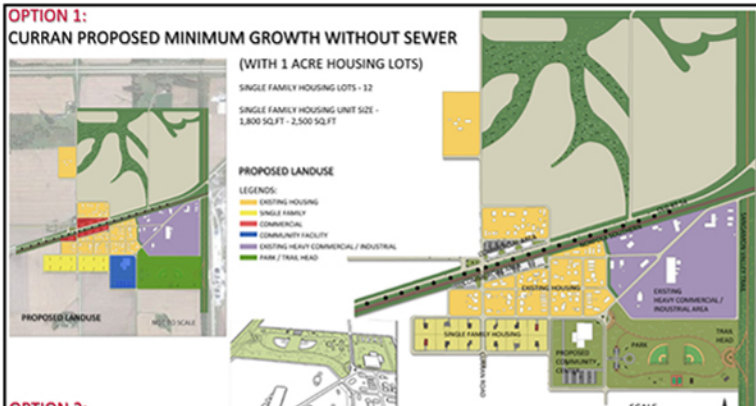 OPTION 1:
CURRAN PROPOSED MINIMUM GROWTH WITHOUT SEWER
(WITH 1 ACRE HOUSING LOTS)
SINGLE FAMILY HOUSING LOTS - 12
SINGLE FAMILY HOUSING UNIT SIZE -
1,800 SQ.FT - 2,500 SQ.FT
PROPOSED LANDUSE
LEGENDS:
EXISTING HOUSING
SINGLE FAMILY
COMMERCIAL
COMMUNITY FACILITY
EXISTING HEAVY COMMERCIAL / INDUSTRIAL
PARK / TRAIL HEAD
PROPOSED LANDUSE
NOT TO SCALE
EXISTING HOUSING
EXISTING
HEAVY COMMERCIAL /
INDUSTRIAL AREA
SANGAMON VALLEY TRAIL
SINGLE FAMILY HOUSING
CURRAN ROAD
PROPOSED
COMMUNITY
CENTER
PARK
TRAIL
HEAD
SCALE
OPTION 2: